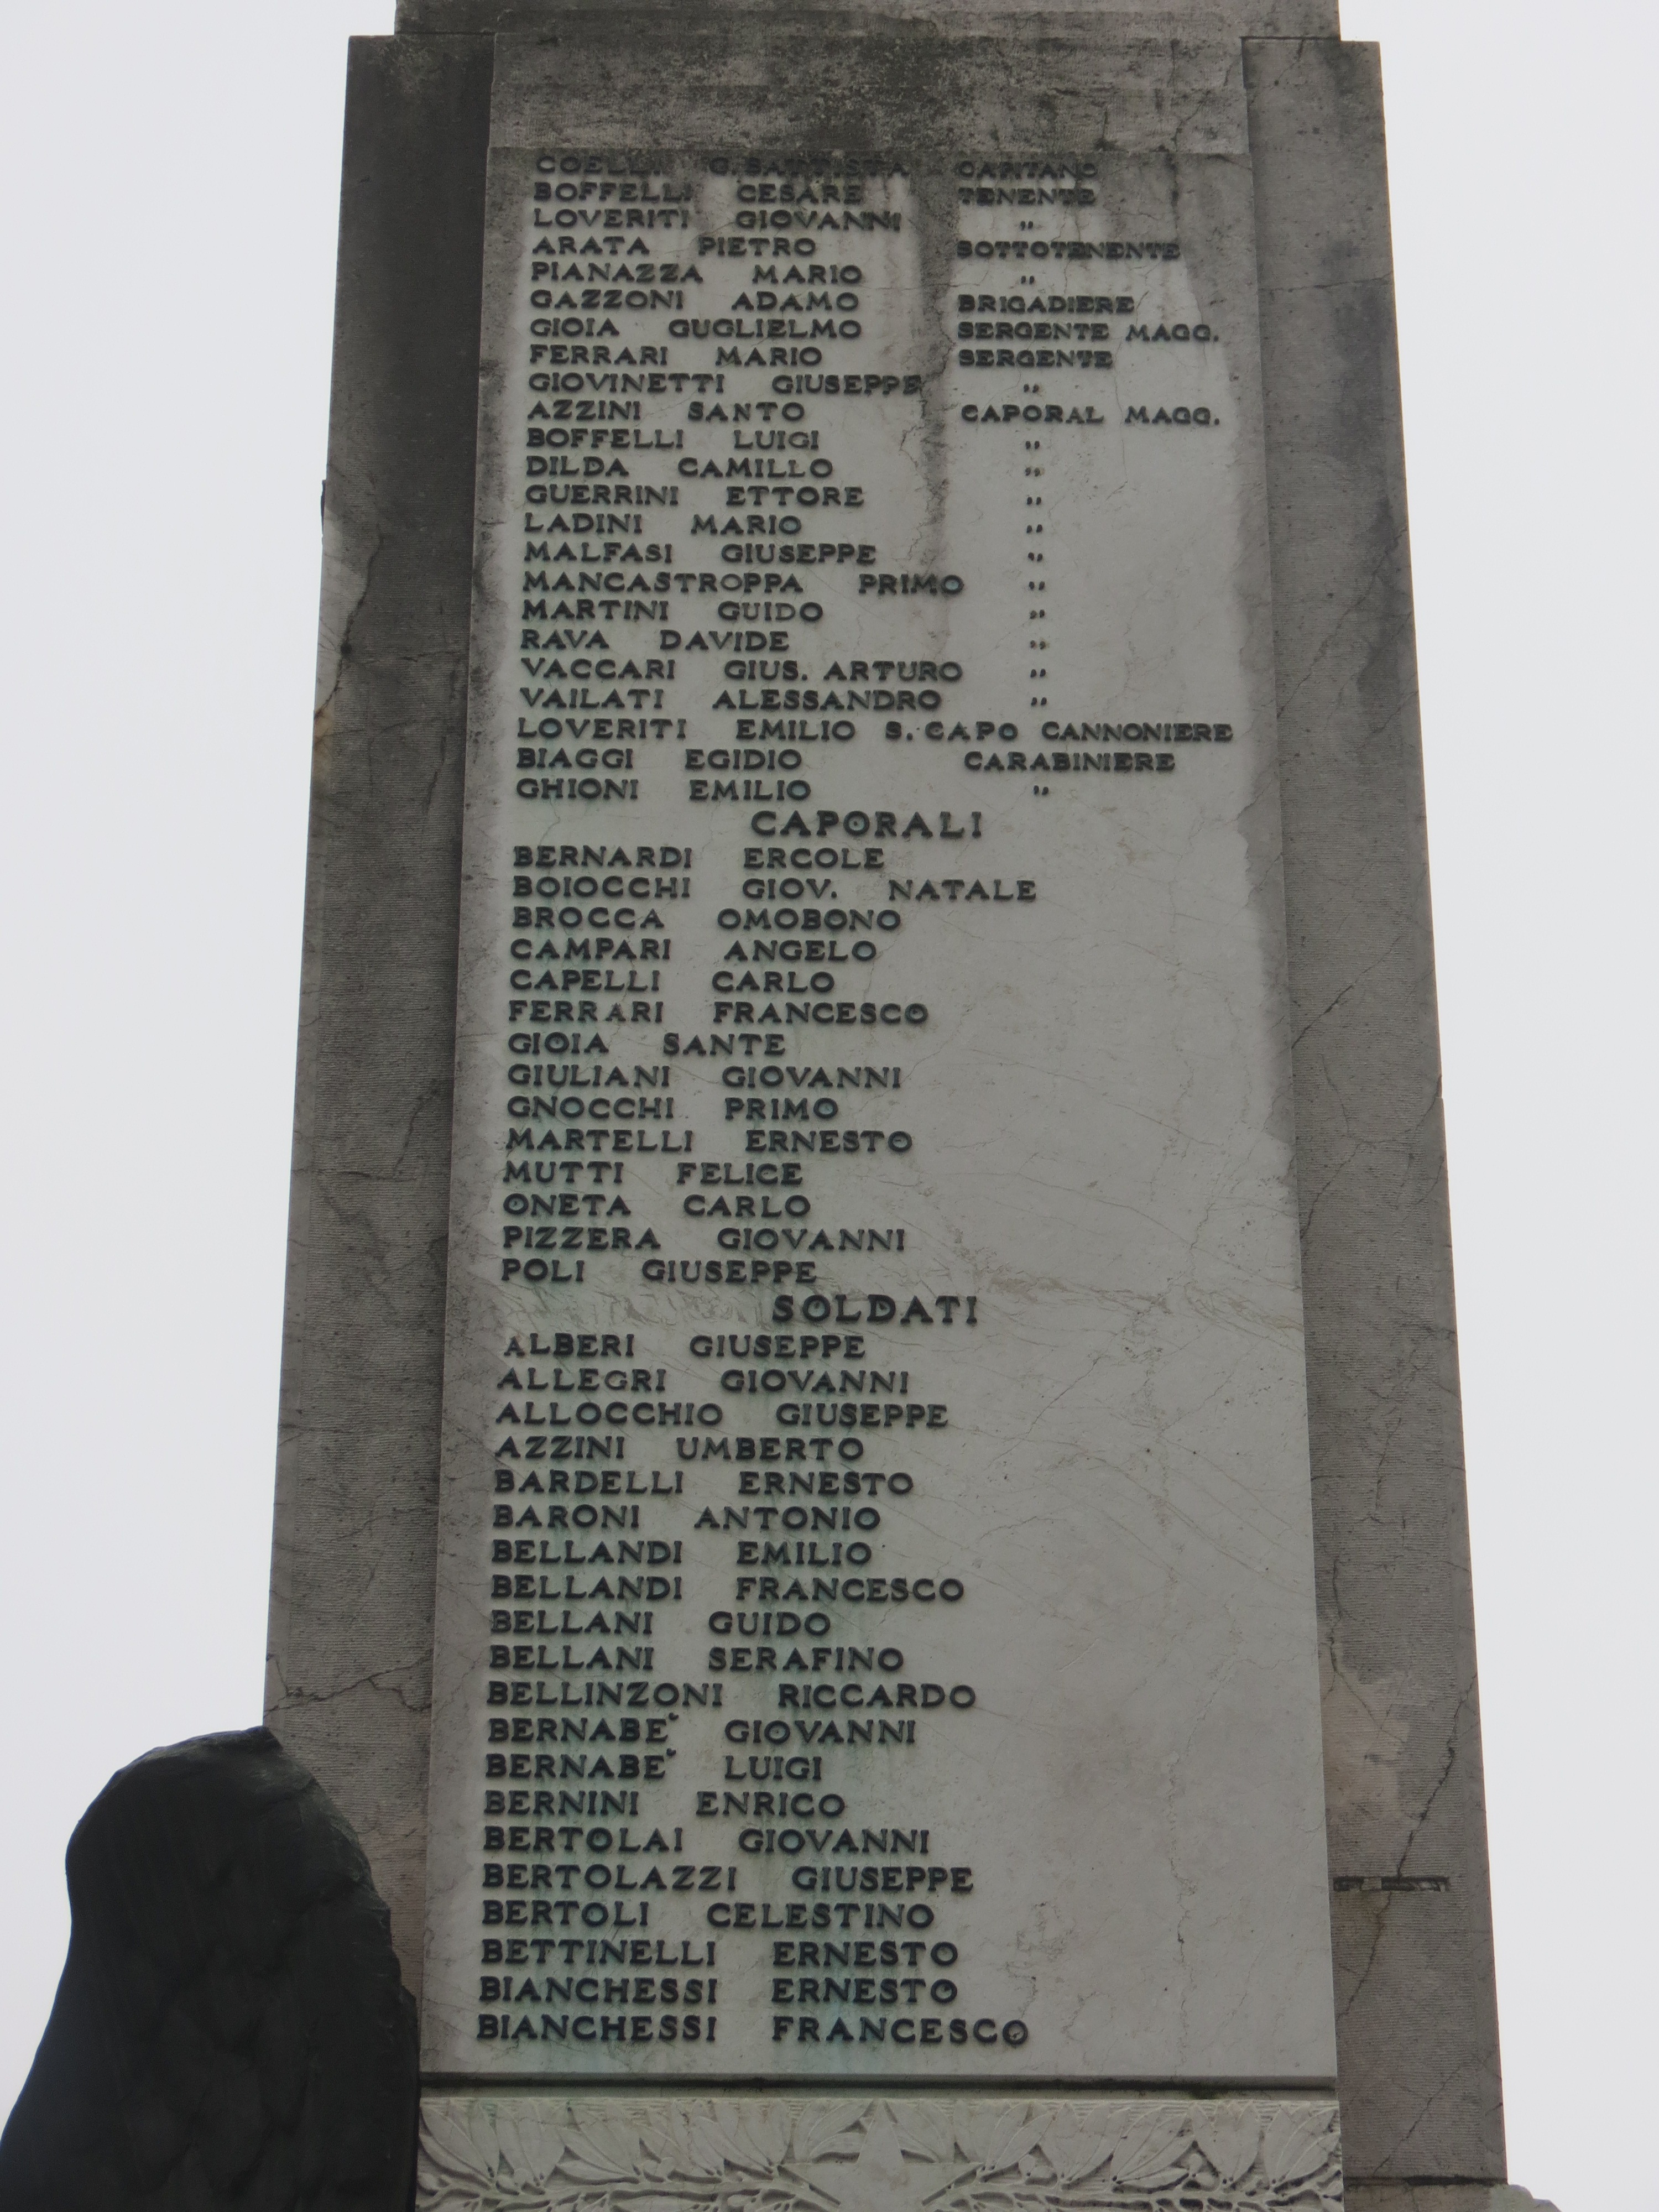 COELLI G. BATTISTA CAPITANO
BOFFELLI CESARE TENENTE
LOVERITI GIOVANNI „
ARATA PIETRO SOTTOTENENTE
PIANAZZA MARIO „
GAZZONI ADAMO BRIGADIERE
GIOIA GUGLIELMO SERGENTE MAGG.
FERRARI MARIO SERGENTE
GIOVINETTI GIUSEPPE „
AZZINI SANTO CAPORAL MAGG.
BOFFELLI LUIGI „
DILDA CAMILLO „
GUERRINI ETTORE „
LADINI MARIO „
MALFASI GIUSEPPE „
MANCASTROPPA PRIMO „
MARTINI GUIDO „
RAVA DAVIDE „
VACCARI GIUS. ARTURO „
VAILATI ALESSANDRO „
LOVERITI EMILIO S. CAPO CANNONIERE
BIAGGI EGIDIO CARABINIERE
GHIONI EMILIO „
CAPORALI
BERNARDI ERCOLE
BOIOCCHI GIOV. NATALE
BROCCA OMOBONO
CAMPARI ANGELO
CAPELLI CARLO
FERRARI FRANCESCO
GIOIA SANTE
GIULIANI GIOVANNI
GNOCCHI PRIMO
MARTELLI ERNESTO
MUTTI FELICE
ONETA CARLO
PIZZERA GIOVANNI
POLI GIUSEPPE
SOLDATI
ALBERI GIUSEPPE
ALLEGRI GIOVANNI
ALLOCCHIO GIUSEPPE
AZZINI UMBERTO
BARDELLI ERNESTO
BARONI ANTONIO
BELLANDI EMILIO
BELLANDI FRANCESCO
BELLANI GUIDO
BELLANI SERAFINO
BELLINZONI RICCARDO
BERNABE‘ GIOVANNI
BERNABE‘ LUIGI
BERNINI ENRICO
BERTOLAI GIOVANNI
BERTOLAZZI GIUSEPPE
BERTOLI CELESTINO
BETTINELLI ERNESTO
BIANCHESSI ERNESTO
BIANCHESSI FRANCESCO